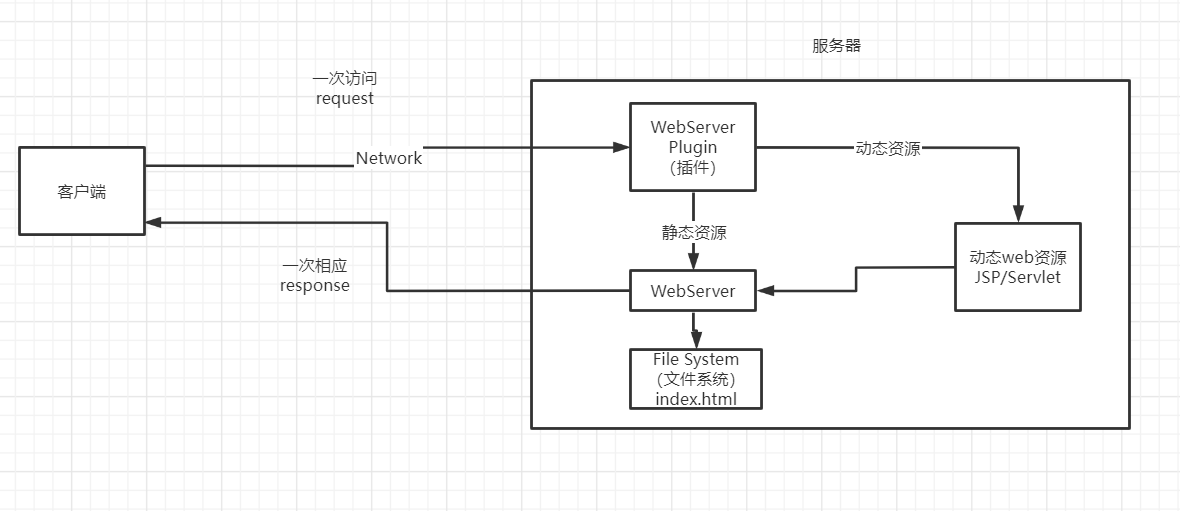 服务器
一次访问
request
Network
客户端
一次相应
response
WebServer
Plugin
（插件）
动态资源
静态资源
WebServer
动态web资源
JSP/Servlet
File System
（文件系统）
index.html